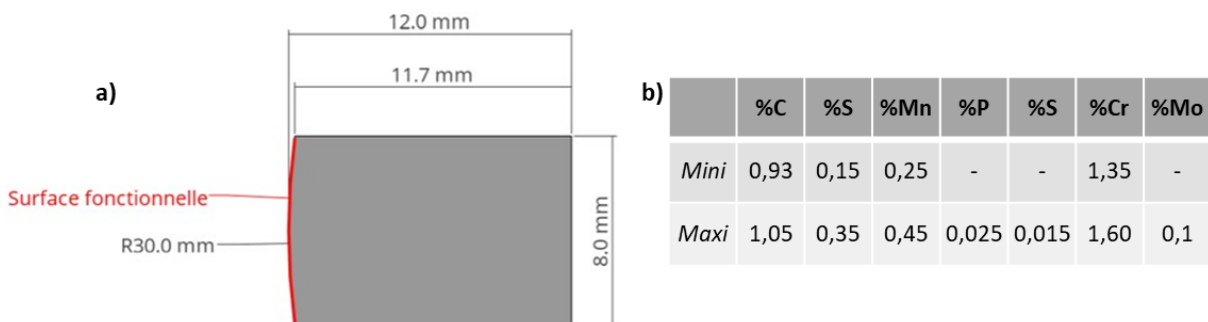 12.0 mm
11.7 mm
a)
Surface fonctionnelle
R30.0 mm
8.0 mm
b)
%C %S %Mn %P %S %Cr %Mo
Mini 0,93 0,15 0,25 - - 1,35 -
Maxi 1,05 0,35 0,45 0,025 0,015 1,60 0,1